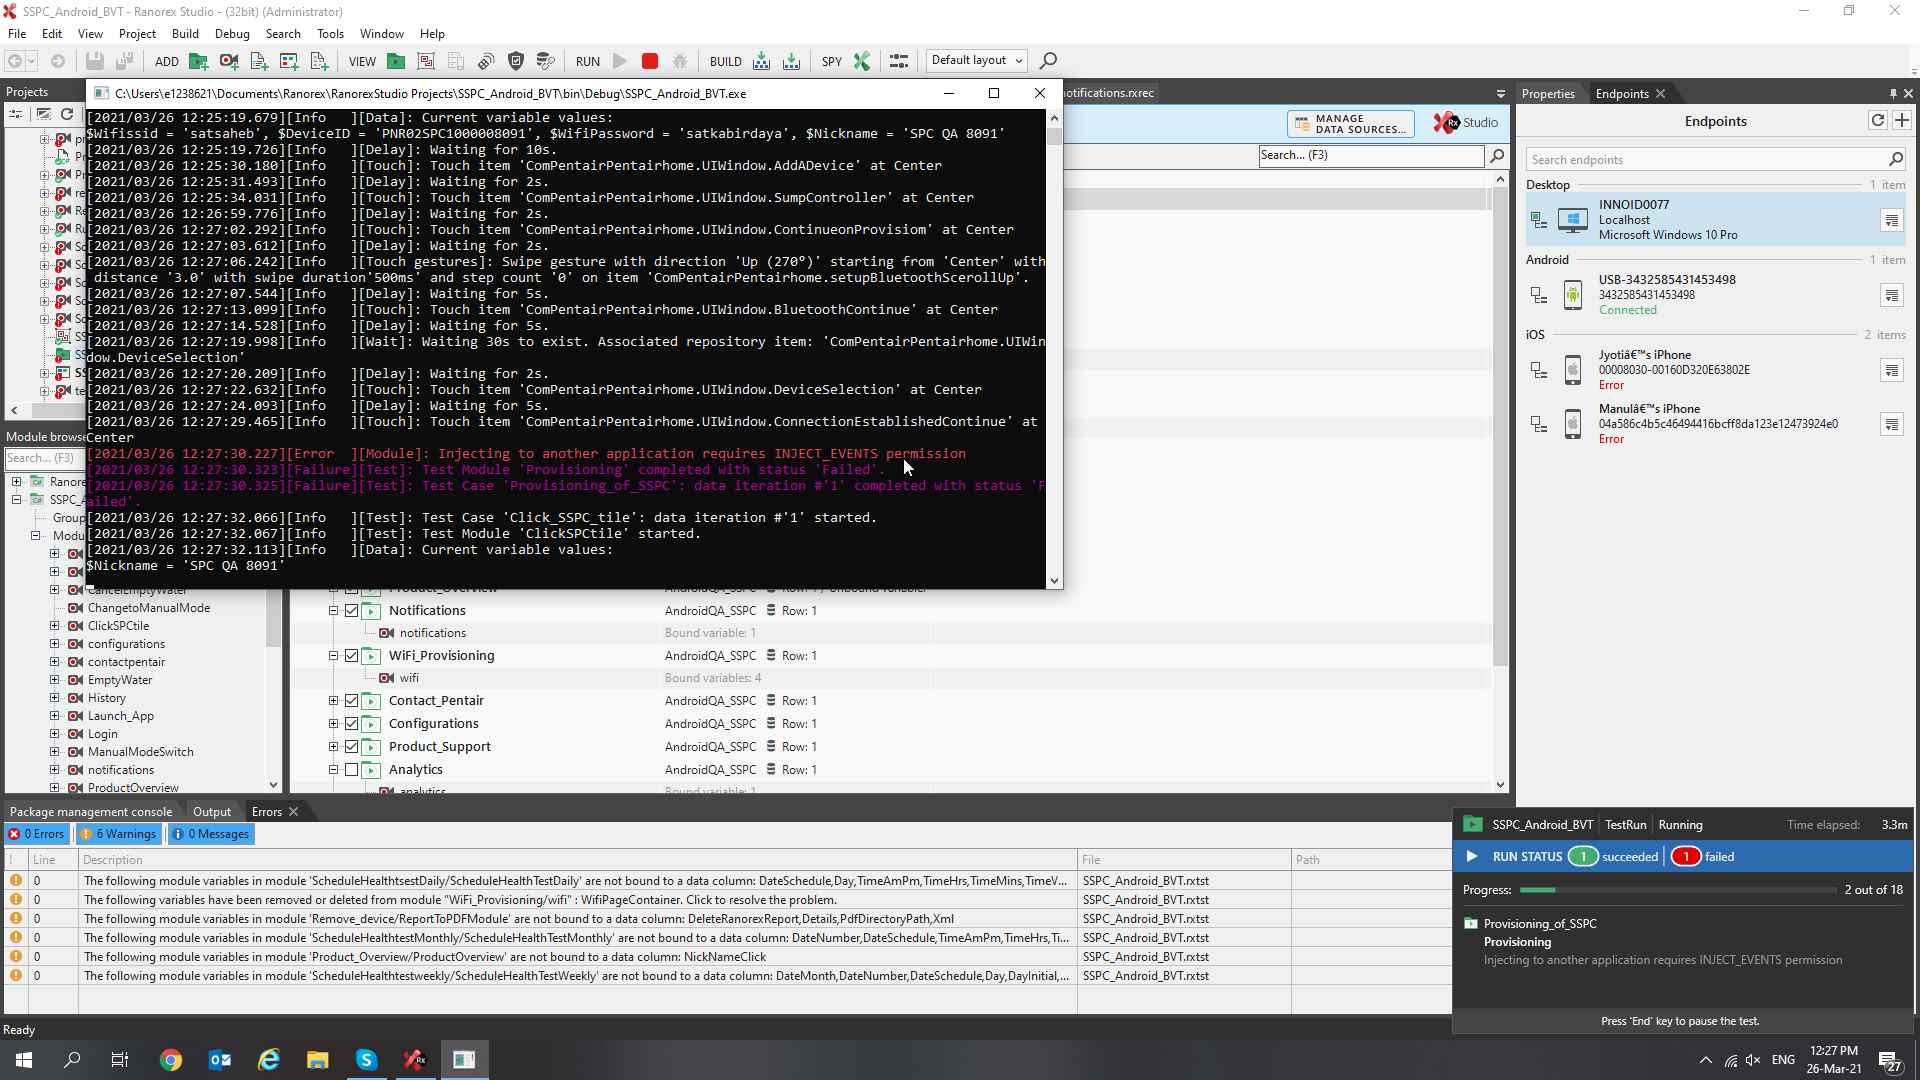 SSPC_Android_BVT - Ranorex Studio - (32bit) (Administrator)
File Edit View Project Build Debug Search Tools Window Help
ADD VIEW RUN BUILD SPY Default layout
Projects
C:\Users\e1238621\Documents\Ranorex\RanorexStudio Projects\SSPC_Android_BVT\bin\Debug\SSPC_Android_BVT.exe
notifications.rxrec
Properties Endpoints
[2021/03/26 12:25:19.679][Info   ][Data]: Current variable values:
$Wifissid = 'satsaheb', $DeviceID = 'PNR02SPC1000008091', $WifiPassword = 'satkabirdaya', $Nickname = 'SPC QA 8091'
[2021/03/26 12:25:19.726][Info   ][Delay]: Waiting for 10s.
[2021/03/26 12:25:30.180][Info   ][Touch]: Touch item 'ComPentairPentairhome.UIWindow.AddADevice' at Center
[2021/03/26 12:25:31.493][Info   ][Delay]: Waiting for 2s.
[2021/03/26 12:25:34.031][Info   ][Touch]: Touch item 'ComPentairPentairhome.UIWindow.SumpController' at Center
[2021/03/26 12:26:59.776][Info   ][Delay]: Waiting for 2s.
[2021/03/26 12:27:02.292][Info   ][Touch]: Touch item 'ComPentairPentairhome.UIWindow.ContinueonProvisiom' at Center
[2021/03/26 12:27:03.612][Info   ][Delay]: Waiting for 2s.
[2021/03/26 12:27:06.242][Info   ][Touch gestures]: Swipe gesture with direction 'Up (270°)' starting from 'Center' with
distance '3.0' with swipe duration'500ms' and step count '0' on item 'ComPentairPentairhome.setupBluetoothScerollUp'.
[2021/03/26 12:27:07.544][Info   ][Delay]: Waiting for 5s.
[2021/03/26 12:27:13.099][Info   ][Touch]: Touch item 'ComPentairPentairhome.UIWindow.BluetoothContinue' at Center
[2021/03/26 12:27:14.528][Info   ][Delay]: Waiting for 5s.
[2021/03/26 12:27:19.998][Info   ][Wait]: Waiting 30s to exist. Associated repository item: 'ComPentairPentairhome.UIWin
dow.DeviceSelection'
[2021/03/26 12:27:20.209][Info   ][Delay]: Waiting for 2s.
[2021/03/26 12:27:22.632][Info   ][Touch]: Touch item 'ComPentairPentairhome.UIWindow.DeviceSelection' at Center
[2021/03/26 12:27:24.093][Info   ][Delay]: Waiting for 5s.
[2021/03/26 12:27:29.465][Info   ][Touch]: Touch item 'ComPentairPentairhome.UIWindow.ConnectionEstablishedContinue' at
Center
[2021/03/26 12:27:30.227][Error  ][Module]: Injecting to another application requires INJECT_EVENTS permission
[2021/03/26 12:27:30.323][Failure][Test]: Test Module 'Provisioning' completed with status 'Failed'.
[2021/03/26 12:27:30.325][Failure][Test]: Test Case 'Provisioning_of_SSPC': data iteration #'1' completed with status 'F
ailed'.
[2021/03/26 12:27:32.066][Info   ][Test]: Test Case 'Click_SSPC_tile': data iteration #'1' started.
[2021/03/26 12:27:32.067][Info   ][Test]: Test Module 'ClickSPCtile' started.
[2021/03/26 12:27:32.113][Info   ][Data]: Current variable values:
$Nickname = 'SPC QA 8091'
MANAGE
DATA SOURCES...
Studio
Search... (F3)
Endpoints
Search endpoints
Desktop 1 item
INNOID0077
Localhost
Microsoft Windows 10 Pro
Android 1 item
USB-3432585431453498
3432585431453498
Connected
iOS 2 items
Jyotiâ€™s iPhone
00008030-00160D320E63802E
Error
Manulâ€™s iPhone
04a586c4b5c46494416bcff8da123e12473924e0
Error
Module browse
Search... (F3)
Ranore
SSPC_A
Group
Modu
CancelEmptyWater
ChangetoManualMode
ClickSPCtile
configurations
contactpentair
EmptyWater
History
Launch_App
Login
ManualModeSwitch
notifications
ProductOverview
Product_Overview AndroidQA_SSPC Row: 1 / Unbound variable:
Notifications AndroidQA_SSPC Row: 1
notifications Bound variable: 1
WiFi_Provisioning AndroidQA_SSPC Row: 1
wifi Bound variables: 4
Contact_Pentair AndroidQA_SSPC Row: 1
Configurations AndroidQA_SSPC Row: 1
Product_Support AndroidQA_SSPC Row: 1
Analytics AndroidQA_SSPC Row: 1
analytics Bound variable: 1
Package management console Output Errors
0 Errors 6 Warnings 0 Messages
! Line Description File Path
0 The following module variables in module 'ScheduleHealthtsestDaily/ScheduleHealthTestDaily' are not bound to a data column: DateSchedule,Day,TimeAmPm,TimeHrs,TimeMins,TimeV... SSPC_Android_BVT.rxtst
0 The following variables have been removed or deleted from module "WiFi_Provisioning/wifi" : WifiPageContainer. Click to resolve the problem. SSPC_Android_BVT.rxtst
0 The following module variables in module 'Remove_device/ReportToPDFModule' are not bound to a data column: DeleteRanorexReport,Details,PdfDirectoryPath,Xml SSPC_Android_BVT.rxtst
0 The following module variables in module 'ScheduleHealthtestMonthly/ScheduleHealthTestMonthly' are not bound to a data column: DateNumber,DateSchedule,TimeAmPm,TimeHrs,Ti... SSPC_Android_BVT.rxtst
0 The following module variables in module 'Product_Overview/ProductOverview' are not bound to a data column: NickNameClick SSPC_Android_BVT.rxtst
0 The following module variables in module 'ScheduleHealthtestweekly/ScheduleHealthTestWeekly' are not bound to a data column: DateMonth,DateNumber,DateSchedule,Day,DayInitial,... SSPC_Android_BVT.rxtst
SSPC_Android_BVT TestRun Running Time elapsed: 3.3m
RUN STATUS 1 succeeded 1 failed
Progress: 2 out of 18
Provisioning_of_SSPC
Provisioning
Injecting to another application requires INJECT_EVENTS permission
Press 'End' key to pause the test.
Ready
ENG
12:27 PM
26-Mar-21
27